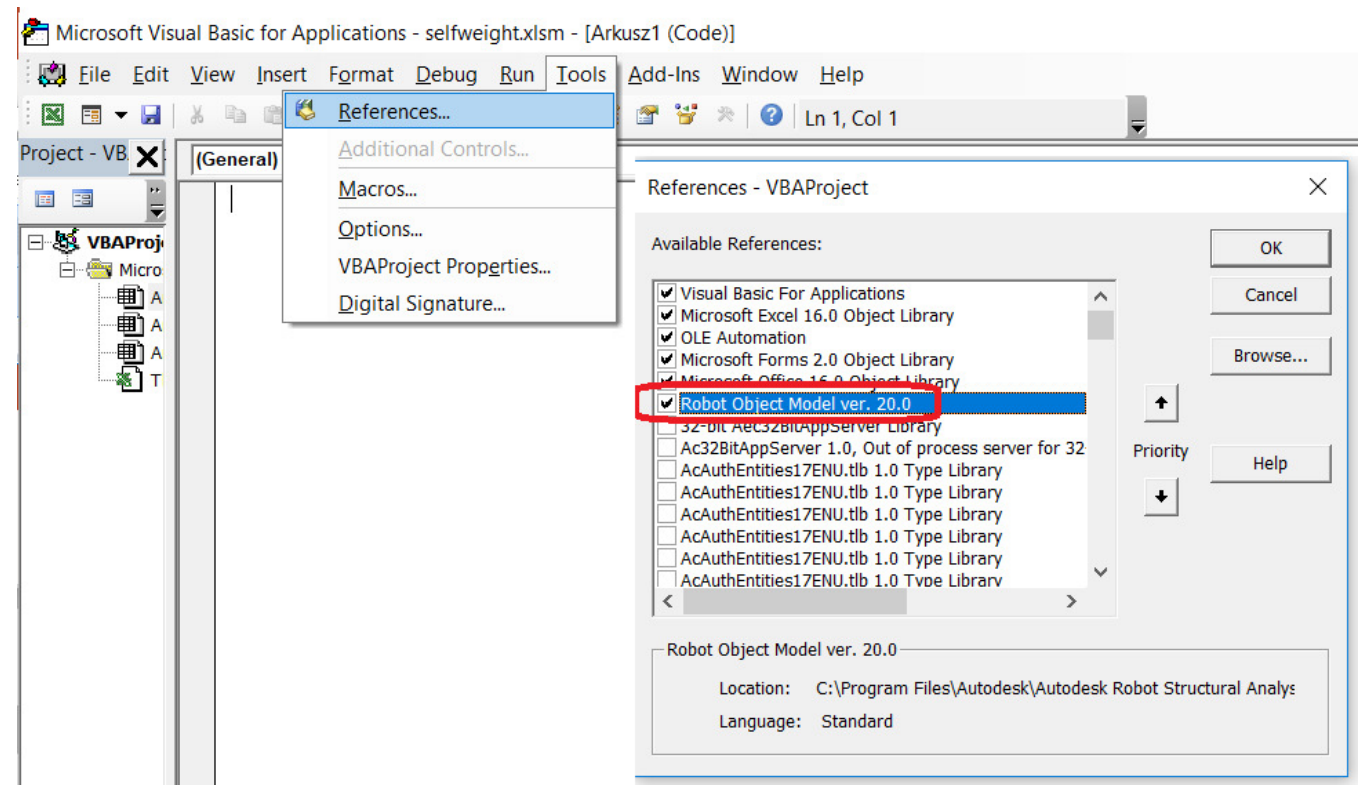 Microsoft Visual Basic for Applications - selfweight.xlsm - [Arkusz1 (Code)]
File Edit View Insert Format Debug Run Tools Add-Ins Window Help
Ln 1, Col 1
References...
Additional Controls...
Macros...
Options...
VBAProject Properties...
Digital Signature...
Project - VB
(General)
VBAProj
Micro
A
A
A
T
References - VBAProject
Available References:
Visual Basic For Applications
Microsoft Excel 16.0 Object Library
OLE Automation
Microsoft Forms 2.0 Object Library
Microsoft Office 16.0 Object Library
Robot Object Model ver. 20.0
32-bit Aec32BitAppServer Library
Ac32BitAppServer 1.0, Out of process server for 32-
AcAuthEntities17ENU.tlb 1.0 Type Library
AcAuthEntities17ENU.tlb 1.0 Type Library
AcAuthEntities17ENU.tlb 1.0 Type Library
AcAuthEntities17ENU.tlb 1.0 Type Library
AcAuthEntities17ENU.tlb 1.0 Type Library
AcAuthEntities17ENU.tlb 1.0 Type Library
OK
Cancel
Browse...
Priority
Help
Robot Object Model ver. 20.0
Location: C:\Program Files\Autodesk\Autodesk Robot Structural Analys
Language: Standard